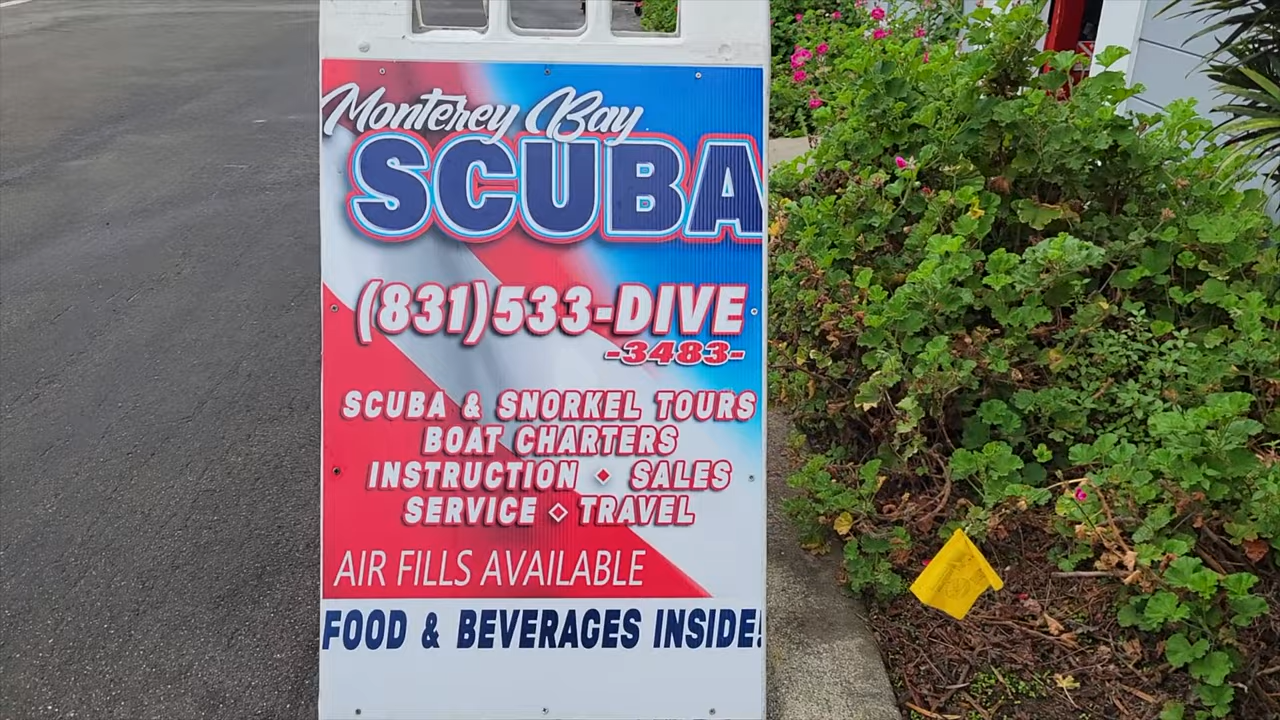 Monterey Bay
SCUBA
(831)533-DIVE
-3483-
SCUBA & SNORKEL TOURS
BOAT CHARTERS
INSTRUCTION ◇ SALES
SERVICE ◇ TRAVEL
AIR FILLS AVAILABLE
FOOD & BEVERAGES INSIDE!